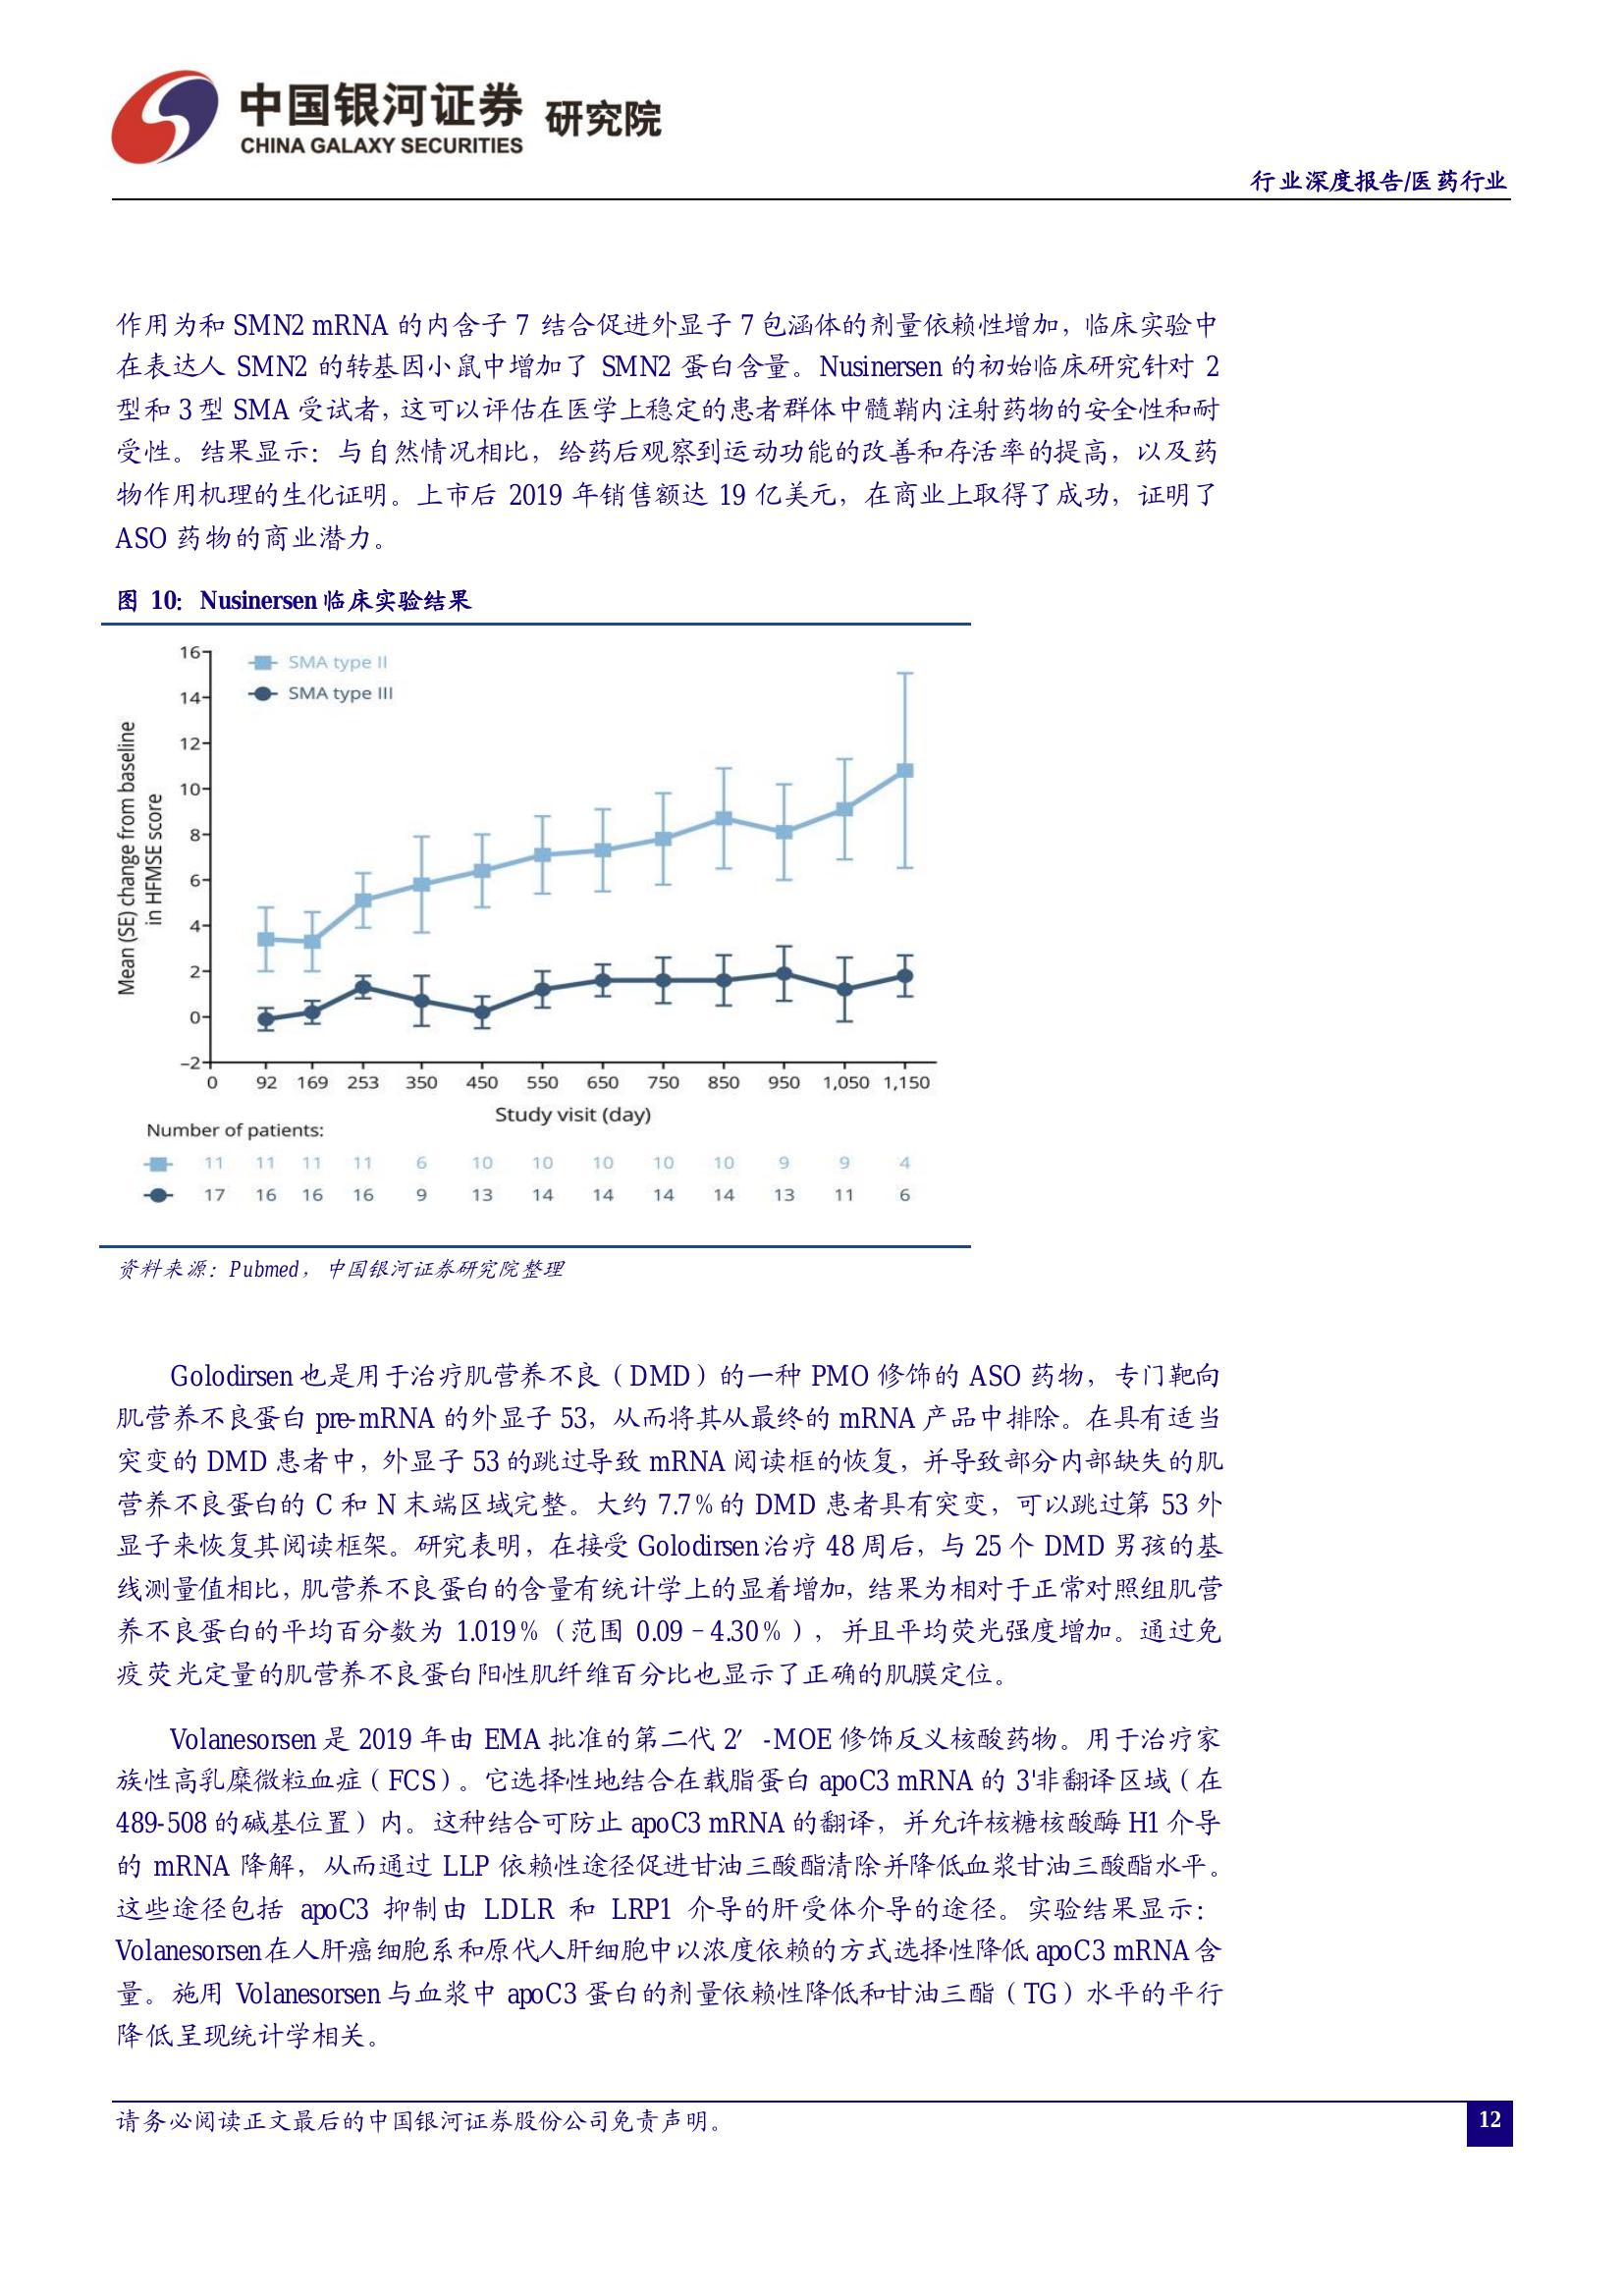 中国银河证券 研究院
CHINA GALAXY SECURITIES
行业深度报告/医药行业
作用为和 SMN2 mRNA 的内含子 7 结合促进外显子 7 包涵体的剂量依赖性增加，临床实验中
在表达人 SMN2 的转基因小鼠中增加了 SMN2 蛋白含量。Nusinersen 的初始临床研究针对 2
型和 3 型 SMA 受试者，这可以评估在医学上稳定的患者群体中髓鞘内注射药物的安全性和耐
受性。结果显示：与自然情况相比，给药后观察到运动功能的改善和存活率的提高，以及药
物作用机理的生化证明。上市后 2019 年销售额达 19 亿美元，在商业上取得了成功，证明了
ASO 药物的商业潜力。
图 10：Nusinersen 临床实验结果
16
14
12
10
8
6
4
2
0
–2
SMA type II
SMA type III
Mean (SE) change from baseline
in HFMSE score
0 92 169 253 350 450 550 650 750 850 950 1,050 1,150
Study visit (day)
Number of patients:
11 11 11 11 6 10 10 10 10 10 9 9 4
17 16 16 16 9 13 14 14 14 14 13 11 6
资料来源：Pubmed，中国银河证券研究院整理
Golodirsen 也是用于治疗肌营养不良（DMD）的一种 PMO 修饰的 ASO 药物，专门靶向
肌营养不良蛋白 pre-mRNA 的外显子 53，从而将其从最终的 mRNA 产品中排除。在具有适当
突变的 DMD 患者中，外显子 53 的跳过导致 mRNA 阅读框的恢复，并导致部分内部缺失的肌
营养不良蛋白的 C 和 N 末端区域完整。大约 7.7％的 DMD 患者具有突变，可以跳过第 53 外
显子来恢复其阅读框架。研究表明，在接受 Golodirsen 治疗 48 周后，与 25 个 DMD 男孩的基
线测量值相比，肌营养不良蛋白的含量有统计学上的显着增加，结果为相对于正常对照组肌营
养不良蛋白的平均百分数为 1.019％（范围 0.09－4.30％），并且平均荧光强度增加。通过免
疫荧光定量的肌营养不良蛋白阳性肌纤维百分比也显示了正确的肌膜定位。
Volanesorsen 是 2019 年由 EMA 批准的第二代 2′-MOE 修饰反义核酸药物。用于治疗家
族性高乳糜微粒血症（FCS）。它选择性地结合在载脂蛋白 apoC3 mRNA 的 3'非翻译区域（在
489-508 的碱基位置）内。这种结合可防止 apoC3 mRNA 的翻译，并允许核糖核酸酶 H1 介导
的 mRNA 降解，从而通过 LLP 依赖性途径促进甘油三酸酯清除并降低血浆甘油三酸酯水平。
这些途径包括 apoC3 抑制由 LDLR 和 LRP1 介导的肝受体介导的途径。实验结果显示：
Volanesorsen 在人肝癌细胞系和原代人肝细胞中以浓度依赖的方式选择性降低 apoC3 mRNA 含
量。施用 Volanesorsen 与血浆中 apoC3 蛋白的剂量依赖性降低和甘油三酯（TG）水平的平行
降低呈现统计学相关。
请务必阅读正文最后的中国银河证券股份公司免责声明。
12